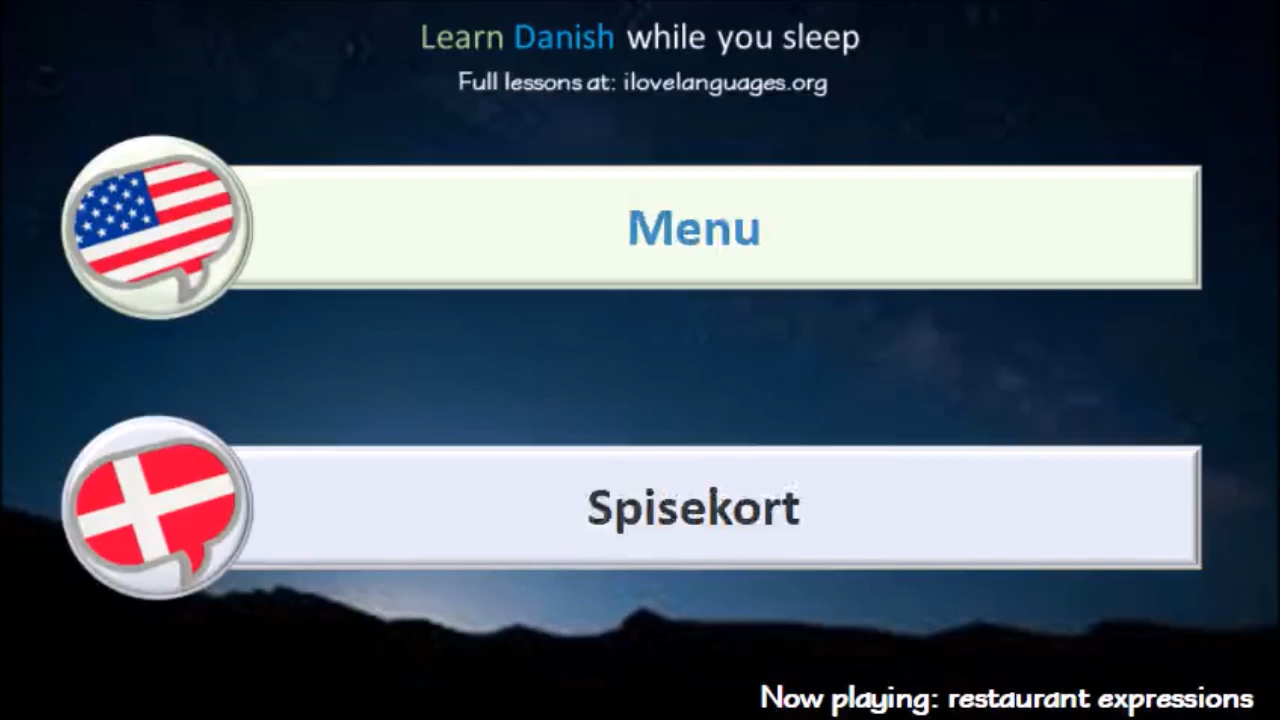 Learn Danish while you sleep
Full lessons at: ilovelanguages.org
Menu
Spisekort
Now playing: restaurant expressions